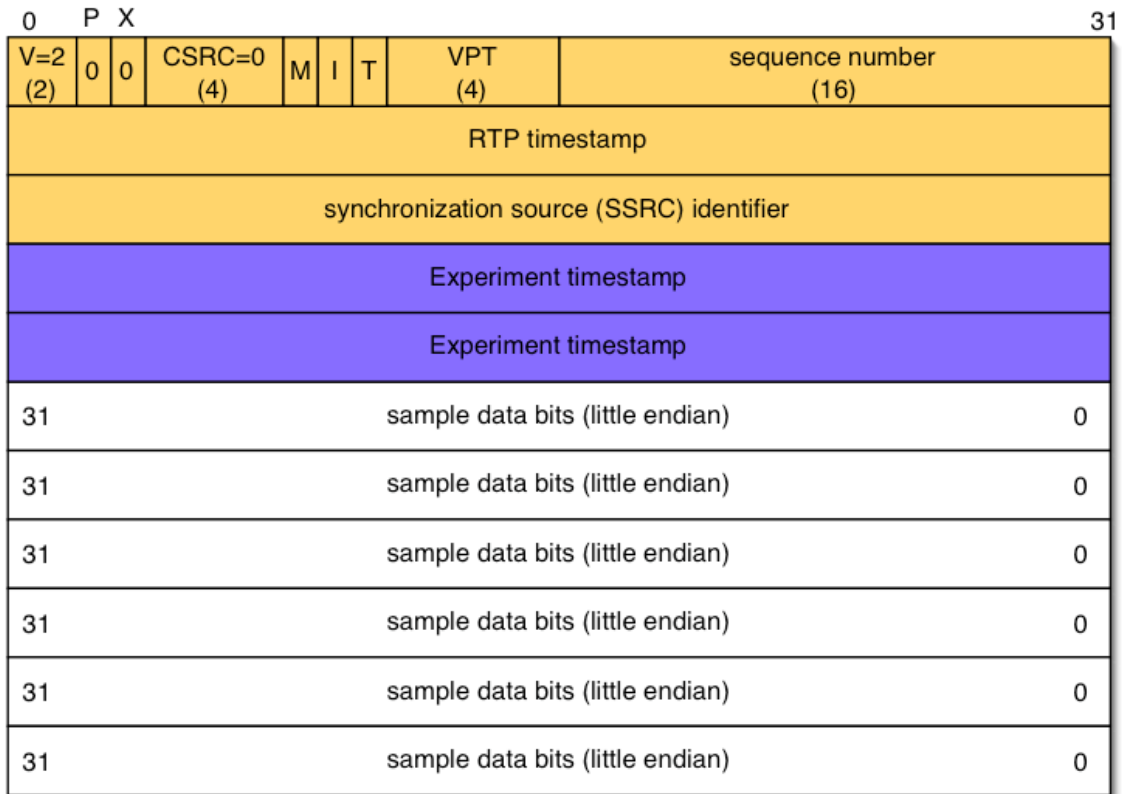 0 P X 31
V=2 0 0 CSRC=0 M I T VPT sequence number
(2) (4) (4) (16)
RTP timestamp
synchronization source (SSRC) identifier
Experiment timestamp
Experiment timestamp
31 sample data bits (little endian) 0
31 sample data bits (little endian) 0
31 sample data bits (little endian) 0
31 sample data bits (little endian) 0
31 sample data bits (little endian) 0
31 sample data bits (little endian) 0